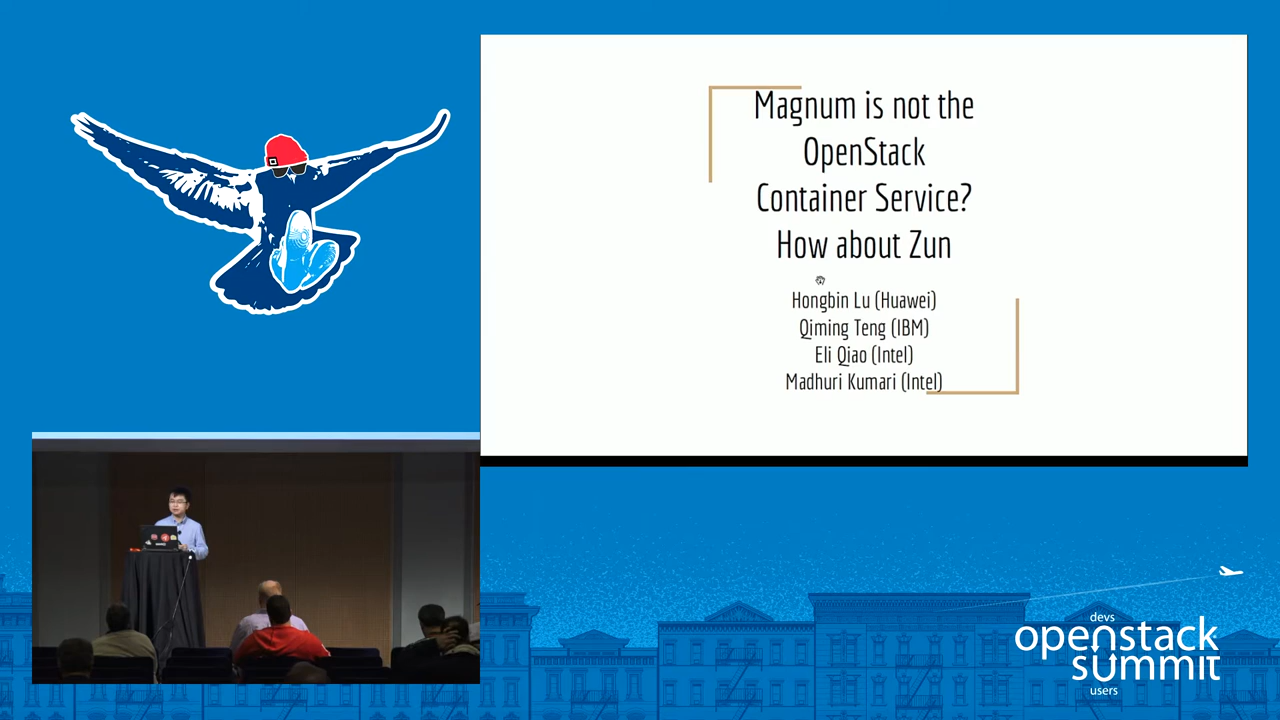 Magnum is not the
OpenStack
Container Service?
How about Zun
Hongbin Lu (Huawei)
Qiming Teng (IBM)
Eli Qiao (Intel)
Madhuri Kumari (Intel)
devs
openstack
summit
users